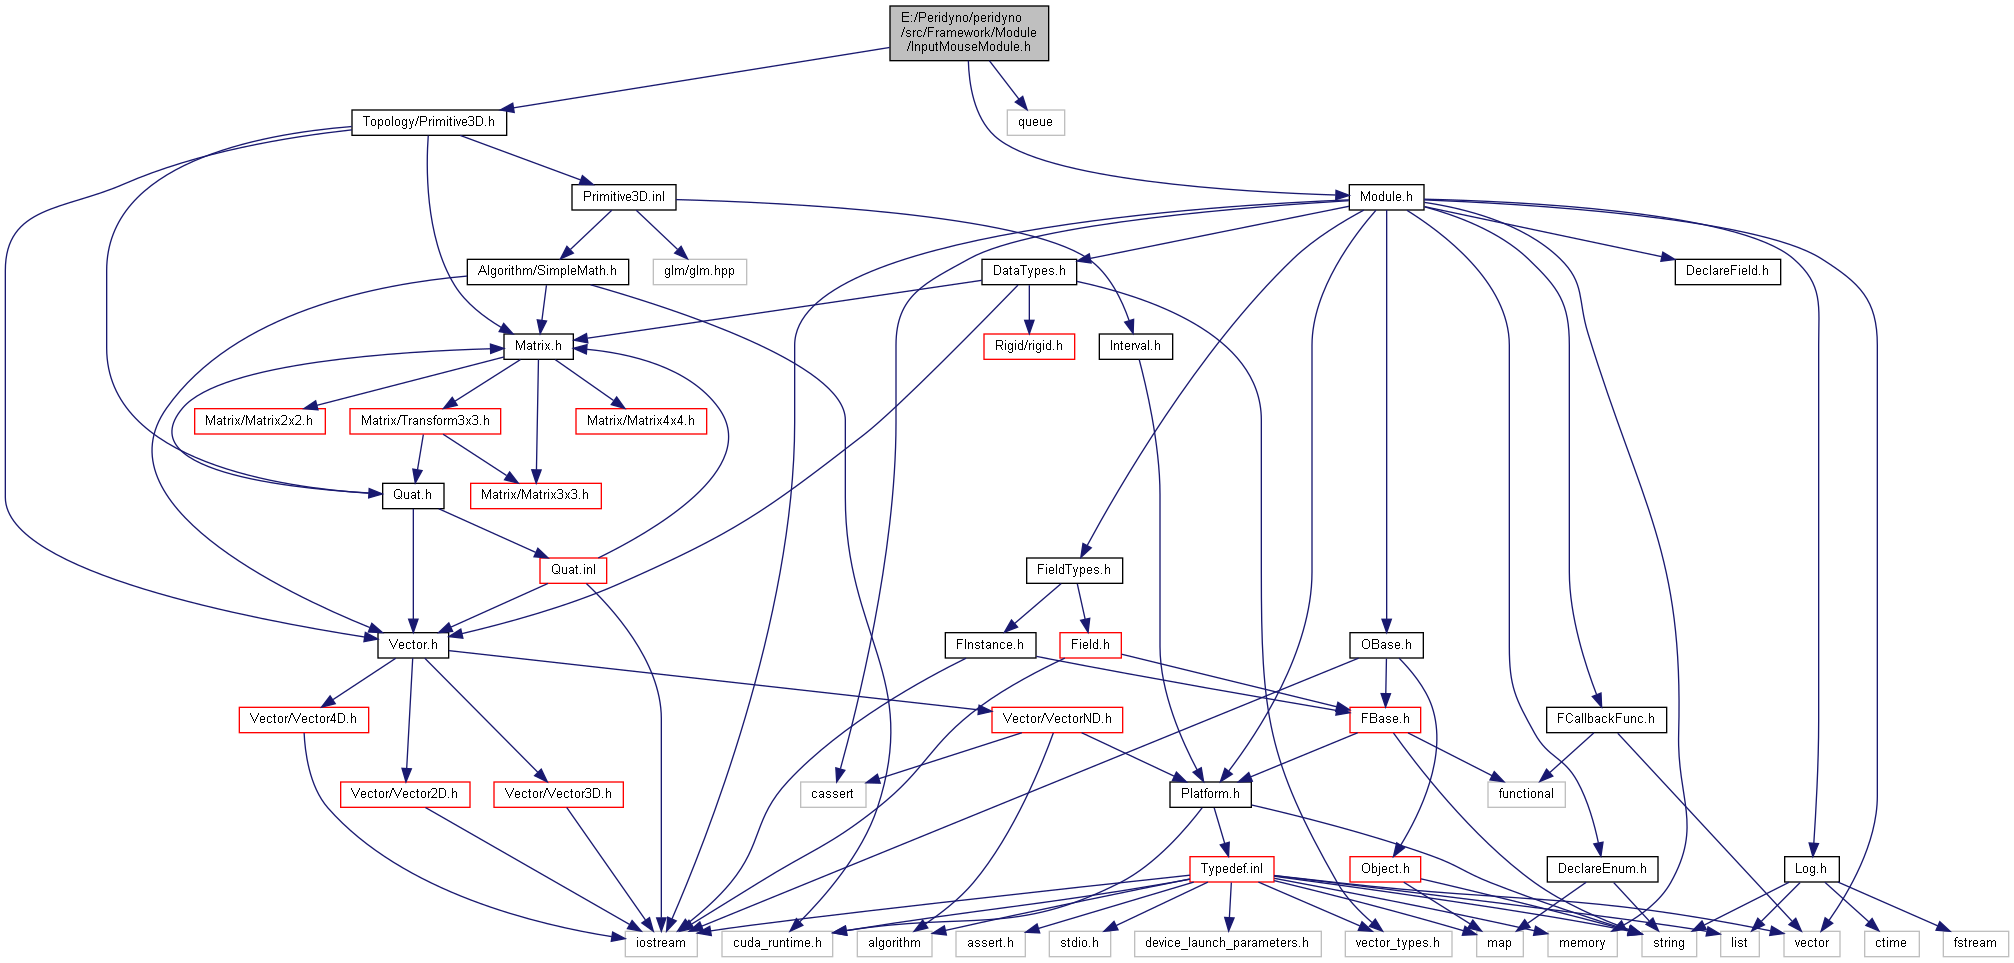 E:/Peridyno/peridyno
/src/Framework/Module
/InputMouseModule.h
Topology/Primitive3D.h
queue
Primitive3D.inl
Module.h
Algorithm/SimpleMath.h
glm/glm.hpp
DataTypes.h
DeclareField.h
Matrix.h
Rigid/rigid.h
Interval.h
Matrix/Matrix2x2.h
Matrix/Transform3x3.h
Matrix/Matrix4x4.h
Quat.h
Matrix/Matrix3x3.h
Quat.inl
FieldTypes.h
Vector.h
FInstance.h
Field.h
OBase.h
Vector/Vector4D.h
Vector/VectorND.h
FBase.h
FCallbackFunc.h
Vector/Vector2D.h
Vector/Vector3D.h
cassert
Platform.h
functional
Typedef.inl
Object.h
DeclareEnum.h
Log.h
iostream
cuda_runtime.h
algorithm
assert.h
stdio.h
device_launch_parameters.h
vector_types.h
map
memory
string
list
vector
ctime
fstream